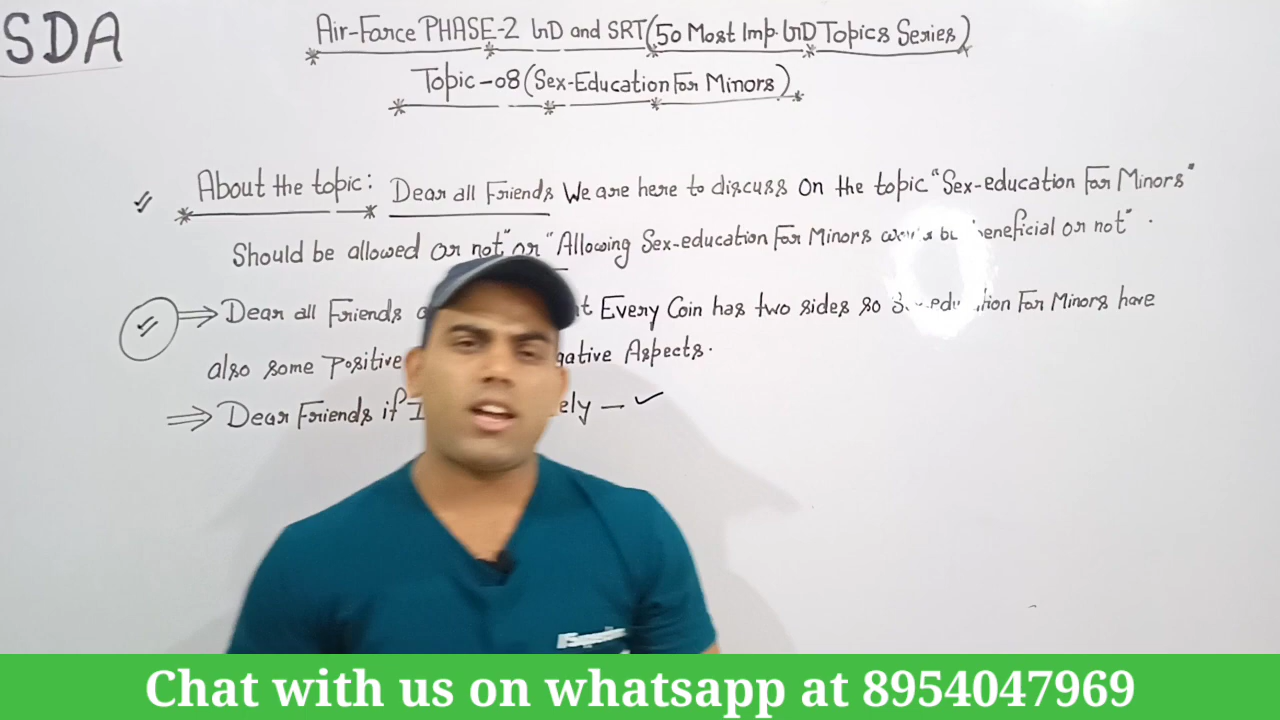 SDA
Air-Farce PHASE-2 GD and SRT (50 Most Imp. GD Topics Series)
Topic-08 (Sex-Education For Minors)
About the topic: Dear all Friends We are here to discuss on the topic "Sex-education For Minors"
Should be allowed or not" or "Allowing Sex-education For Minors beneficial or not".
⇒ Dear all Friends Every Coin has two sides so For Minors have
also some positive Aspects.
⇒ Dear Friends if I — ✓
Chat with us on whatsapp at 8954047969